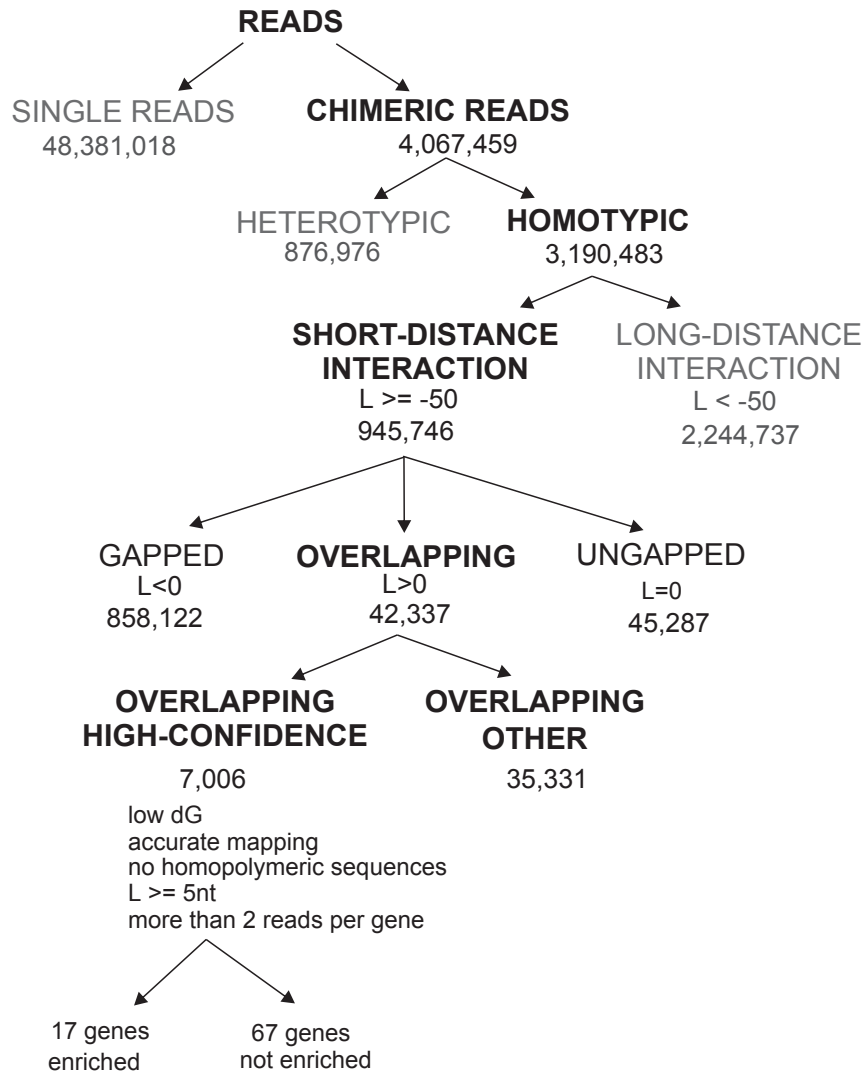 READS
SINGLE READS
48,381,018
CHIMERIC READS
4,067,459
HETEROTYPIC
876,976
HOMOTYPIC
3,190,483
SHORT-DISTANCE
INTERACTION
L >= -50
945,746
LONG-DISTANCE
INTERACTION
L < -50
2,244,737
GAPPED
L<0
858,122
OVERLAPPING
L>0
42,337
UNGAPPED
L=0
45,287
OVERLAPPING
HIGH-CONFIDENCE
7,006
low dG
accurate mapping
no homopolymeric sequences
L >= 5nt
more than 2 reads per gene
OVERLAPPING
OTHER
35,331
17 genes
enriched
67 genes
not enriched